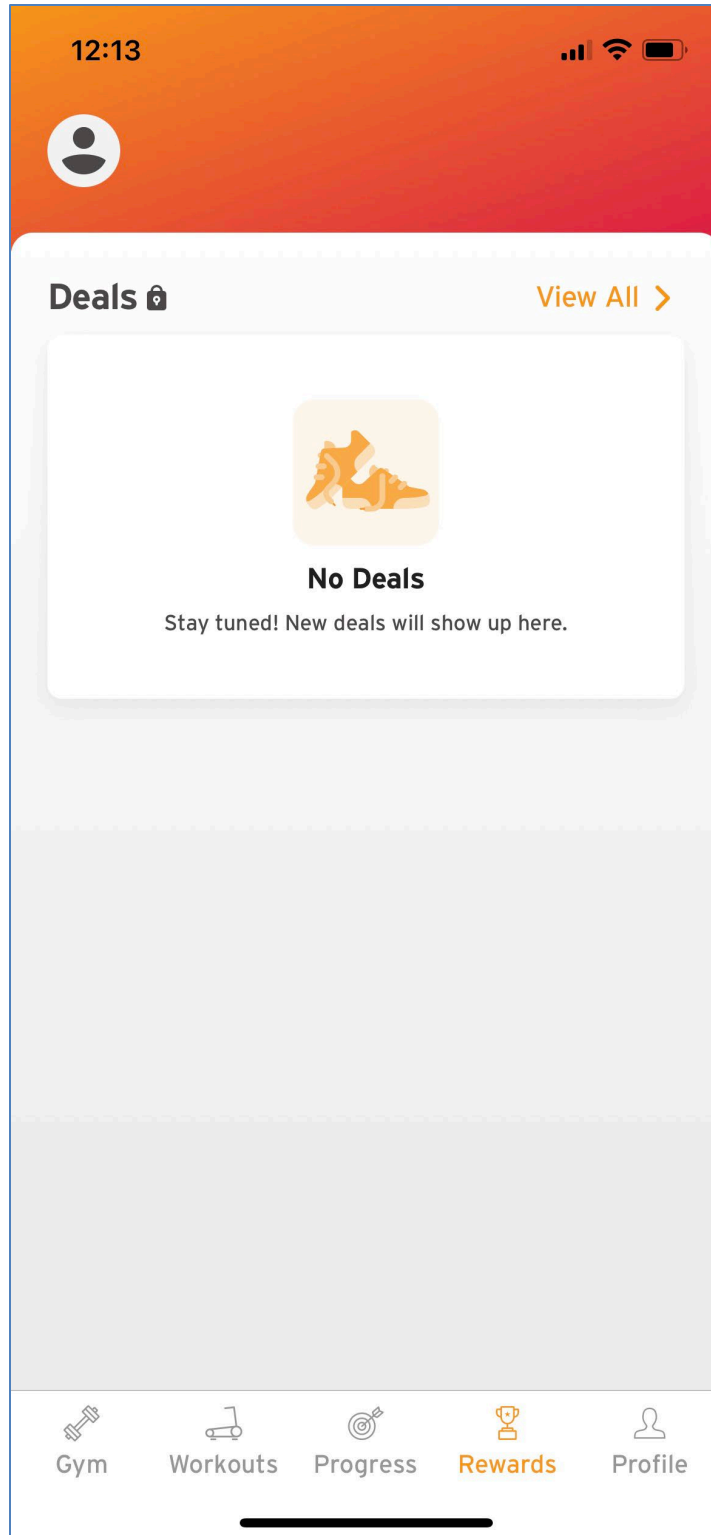 12:13
Deals
View All
No Deals
Stay tuned! New deals will show up here.
Gym
Workouts
Progress
Rewards
Profile